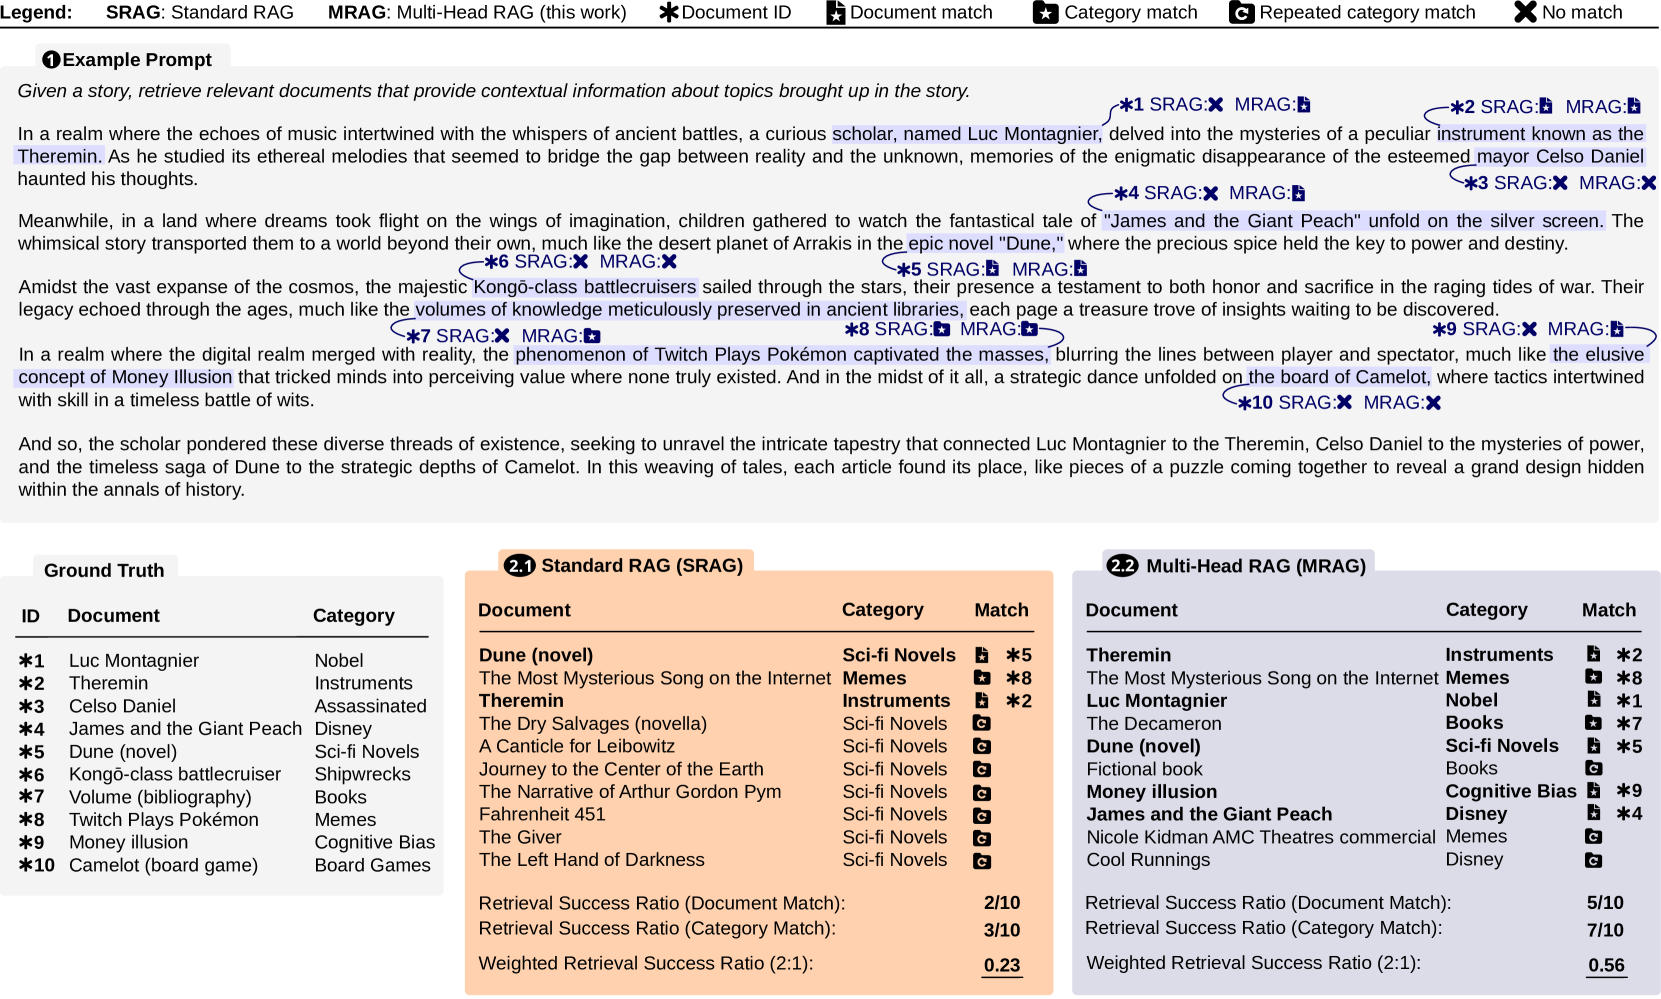 Legend: SRAG: Standard RAG MRAG: Multi-Head RAG (this work) ∗Document ID Document match Category match Repeated category match No match
1 Example Prompt
Given a story, retrieve relevant documents that provide contextual information about topics brought up in the story.
∗1 SRAG: MRAG: ∗2 SRAG: MRAG:
In a realm where the echoes of music intertwined with the whispers of ancient battles, a curious scholar, named Luc Montagnier, delved into the mysteries of a peculiar instrument known as the
Theremin. As he studied its ethereal melodies that seemed to bridge the gap between reality and the unknown, memories of the enigmatic disappearance of the esteemed mayor Celso Daniel
haunted his thoughts.
∗3 SRAG: MRAG:
∗4 SRAG: MRAG:
Meanwhile, in a land where dreams took flight on the wings of imagination, children gathered to watch the fantastical tale of "James and the Giant Peach" unfold on the silver screen. The
whimsical story transported them to a world beyond their own, much like the desert planet of Arrakis in the epic novel "Dune," where the precious spice held the key to power and destiny.
∗6 SRAG: MRAG: ∗5 SRAG: MRAG:
Amidst the vast expanse of the cosmos, the majestic Kongō-class battlecruisers sailed through the stars, their presence a testament to both honor and sacrifice in the raging tides of war. Their
legacy echoed through the ages, much like the volumes of knowledge meticulously preserved in ancient libraries, each page a treasure trove of insights waiting to be discovered.
∗7 SRAG: MRAG: ∗8 SRAG: MRAG: ∗9 SRAG: MRAG:
In a realm where the digital realm merged with reality, the phenomenon of Twitch Plays Pokémon captivated the masses, blurring the lines between player and spectator, much like the elusive
concept of Money Illusion that tricked minds into perceiving value where none truly existed. And in the midst of it all, a strategic dance unfolded on the board of Camelot, where tactics intertwined
with skill in a timeless battle of wits.
∗10 SRAG: MRAG:
And so, the scholar pondered these diverse threads of existence, seeking to unravel the intricate tapestry that connected Luc Montagnier to the Theremin, Celso Daniel to the mysteries of power,
and the timeless saga of Dune to the strategic depths of Camelot. In this weaving of tales, each article found its place, like pieces of a puzzle coming together to reveal a grand design hidden
within the annals of history.
Ground Truth
ID Document Category
∗1 Luc Montagnier Nobel
∗2 Theremin Instruments
∗3 Celso Daniel Assassinated
∗4 James and the Giant Peach Disney
∗5 Dune (novel) Sci-fi Novels
∗6 Kongō-class battlecruiser Shipwrecks
∗7 Volume (bibliography) Books
∗8 Twitch Plays Pokémon Memes
∗9 Money illusion Cognitive Bias
∗10 Camelot (board game) Board Games
2.1 Standard RAG (SRAG)
Document Category Match
Dune (novel) Sci-fi Novels ∗5
The Most Mysterious Song on the Internet Memes ∗8
Theremin Instruments ∗2
The Dry Salvages (novella) Sci-fi Novels
A Canticle for Leibowitz Sci-fi Novels
Journey to the Center of the Earth Sci-fi Novels
The Narrative of Arthur Gordon Pym Sci-fi Novels
Fahrenheit 451 Sci-fi Novels
The Giver Sci-fi Novels
The Left Hand of Darkness Sci-fi Novels
Retrieval Success Ratio (Document Match): 2/10
Retrieval Success Ratio (Category Match): 3/10
Weighted Retrieval Success Ratio (2:1): 0.23
2.2 Multi-Head RAG (MRAG)
Document Category Match
Theremin Instruments ∗2
The Most Mysterious Song on the Internet Memes ∗8
Luc Montagnier Nobel ∗1
The Decameron Books ∗7
Dune (novel) Sci-fi Novels ∗5
Fictional book Books
Money illusion Cognitive Bias ∗9
James and the Giant Peach Disney ∗4
Nicole Kidman AMC Theatres commercial Memes
Cool Runnings Disney
Retrieval Success Ratio (Document Match): 5/10
Retrieval Success Ratio (Category Match): 7/10
Weighted Retrieval Success Ratio (2:1): 0.56